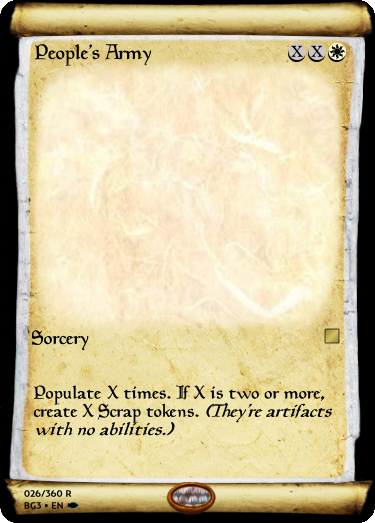 People's Army X X
Sorcery
Populate X times. If X is two or more,
create X Scrap tokens. (They're artifacts
with no abilities.)
026/360 R
BG3 • EN